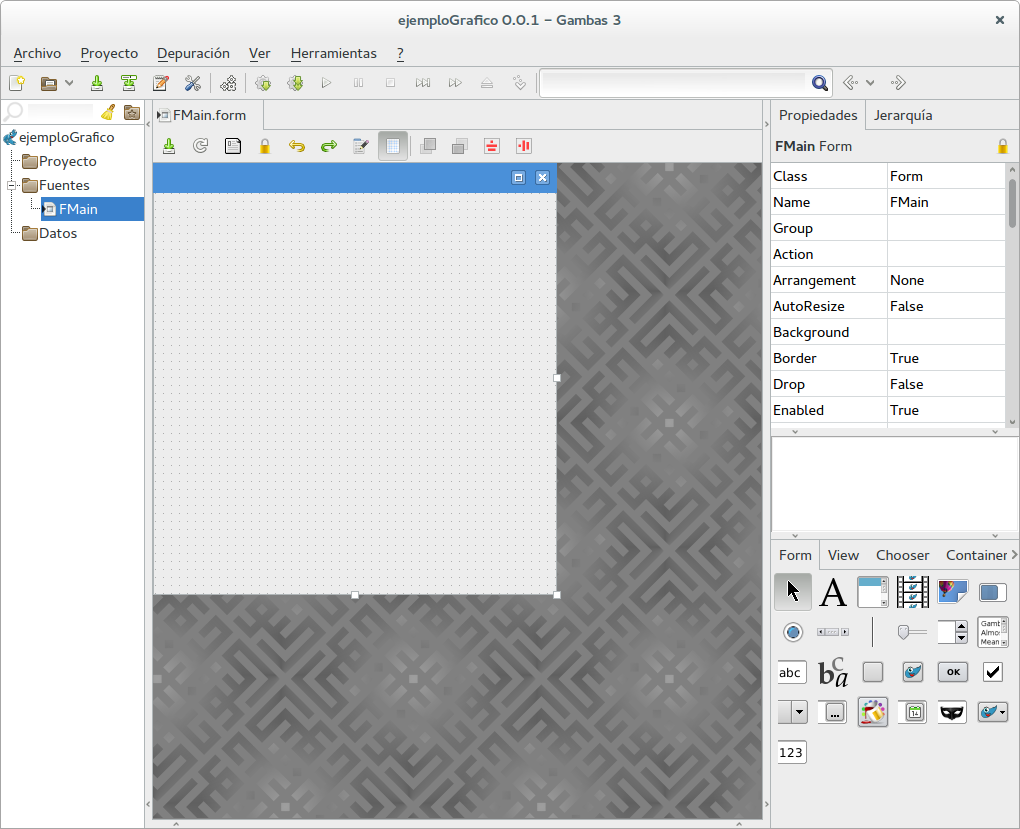 ejemploGrafico 0.0.1 – Gambas 3
Archivo Proyecto Depuración Ver Herramientas ?
FMain.form
Propiedades Jerarquía
ejemploGrafico
Proyecto
Fuentes
FMain
Datos
FMain Form
Class Form
Name FMain
Group
Action
Arrangement None
AutoResize False
Background
Border True
Drop False
Enabled True
Form View Chooser Container
A
Gamb
Almo
Mean
abc
b c a
OK
...
14
123